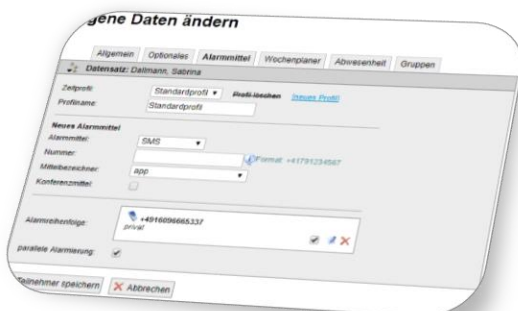 gene Daten ändern
Allgemein Optionales Alarmmittel Wochenplaner Abwesenheit Gruppen
Datensatz: Dallmann, Sabrina
Zeitprofil: Standardprofil Profil löschen [neues Profil]
Profilname: Standardprofil
Neues Alarmmittel
Alarmmittel: SMS
Nummer: Format: +41791234567
Mittelbezeichner: app
Konferenzmittel:
Alarmreihenfolge: +4916096665337
privat
parallele Alarmierung:
Teilnehmer speichern Abbrechen